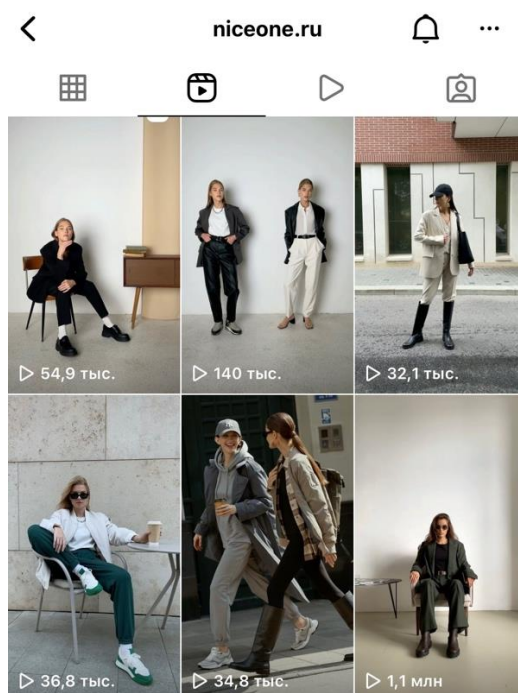 niceone.ru
54,9 тыс.
140 тыс.
32,1 тыс.
36,8 тыс.
34,8 тыс.
1,1 млн